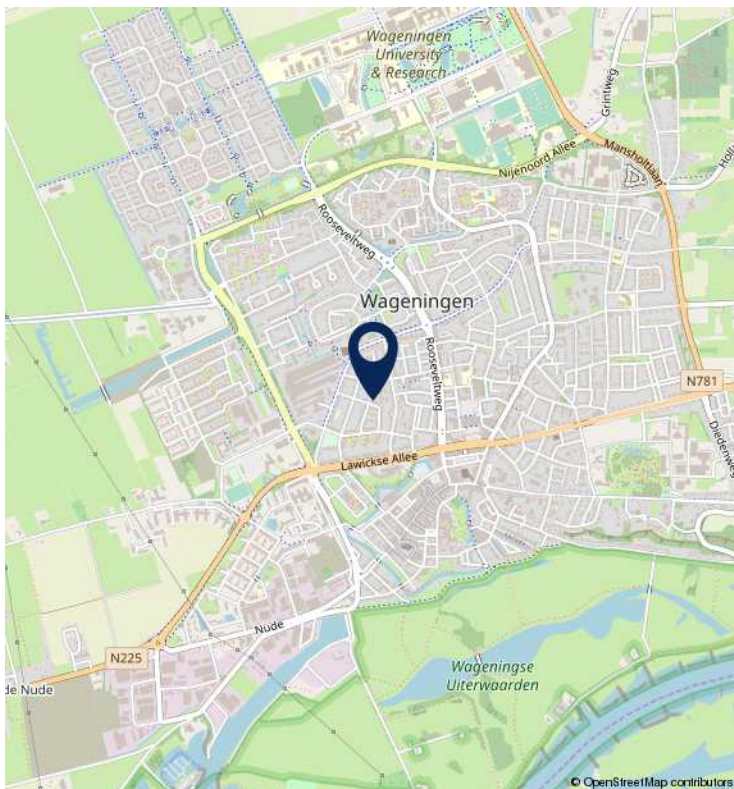 Wageningen
University
& Research
Grintweg
Mansholtlaan
Nijenoord Allee
Rooseveltweg
Wageningen
Rooseveltweg
N781
Diedenweg
Lawickse Allee
Nude
N225
de Nude
Wageningse
Uiterwaarden
© OpenStreetMap contributors